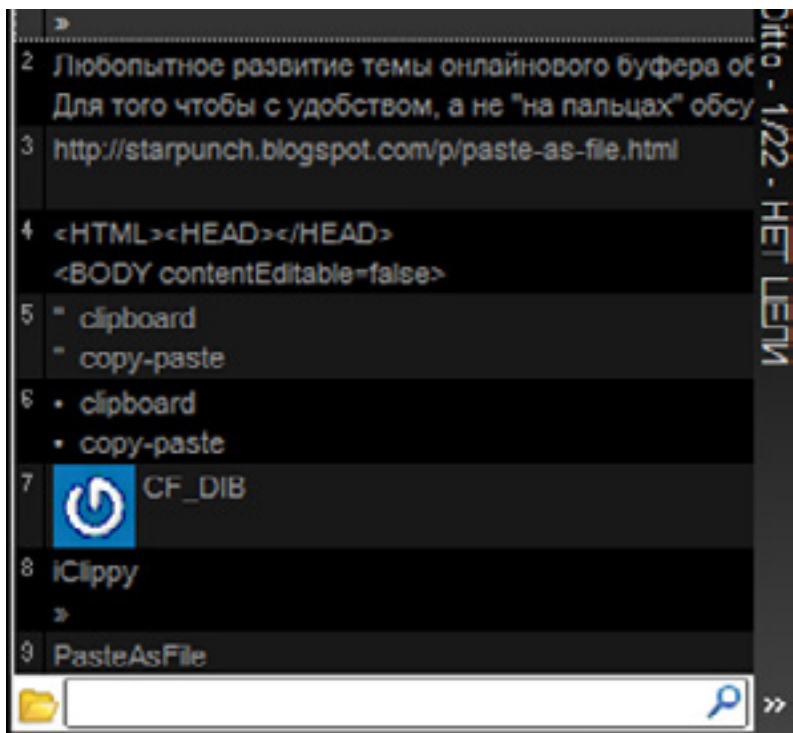 »
2 Любопытное развитие темы онлайнового буфера об
Для того чтобы с удобством, а не "на пальцах" обсу
3 http://starpunch.blogspot.com/p/paste-as-file.html
4 <HTML><HEAD></HEAD>
<BODY contentEditable=false>
5 " clipboard
" copy-paste
6 • clipboard
• copy-paste
7 CF_DIB
8 iClippy
»
9 PasteAsFile
»
Ditto - 1/22 - НЕТ ЦЕЛИ